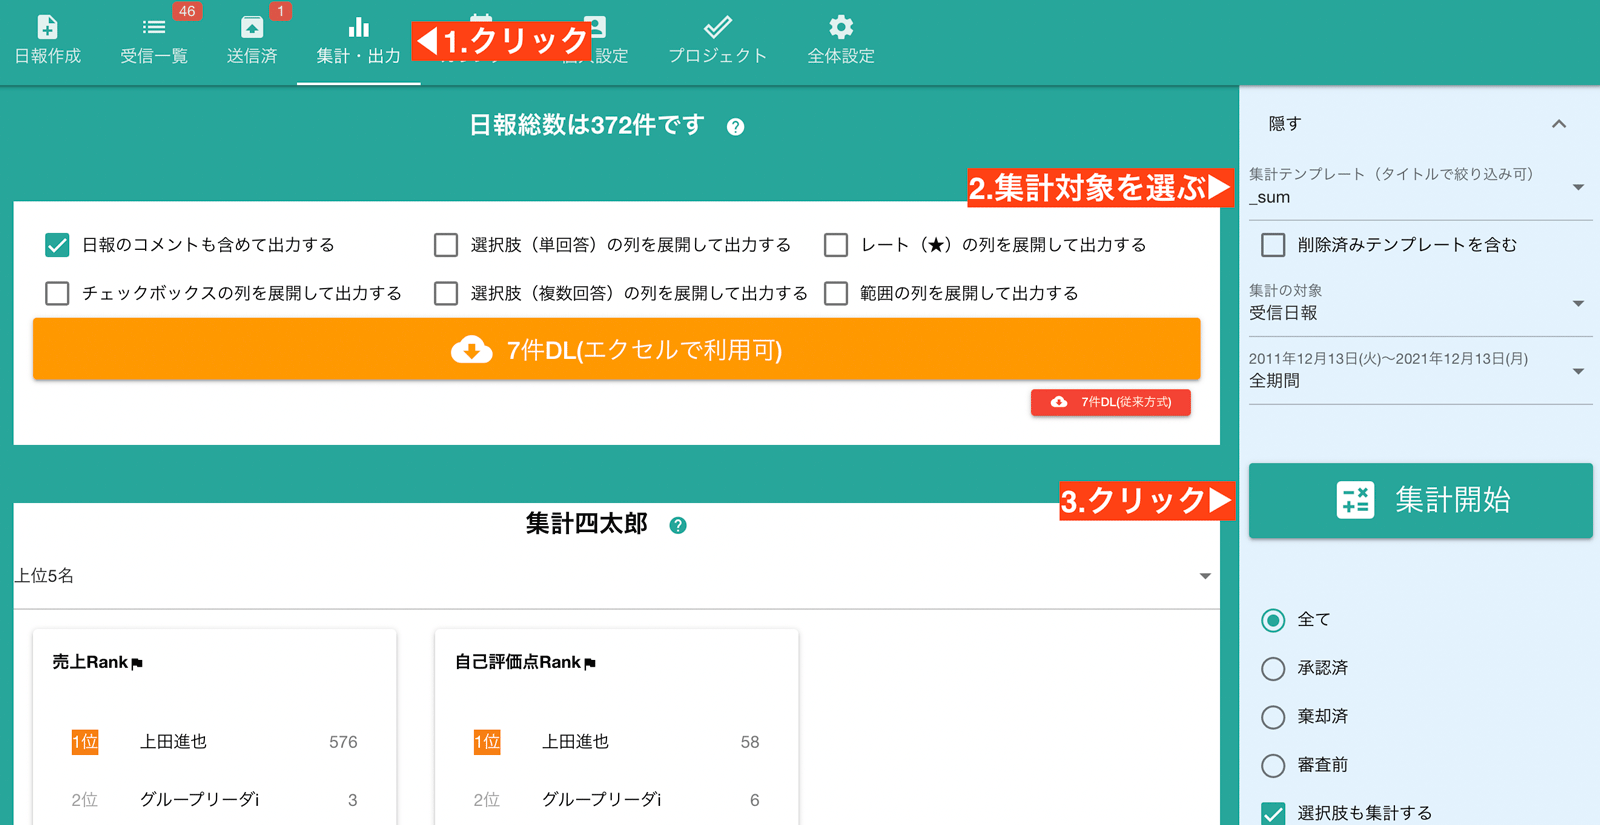 46
1
日報作成
受信一覧
送信済
集計・出力
◀1.クリック
設定
プロジェクト
全体設定
日報総数は372件です
?
隠す
2.集計対象を選ぶ▶
集計テンプレート（タイトルで絞り込み可）
_sum
日報のコメントも含めて出力する
選択肢（単回答）の列を展開して出力する
レート（★）の列を展開して出力する
削除済みテンプレートを含む
チェックボックスの列を展開して出力する
選択肢（複数回答）の列を展開して出力する
範囲の列を展開して出力する
集計の対象
受信日報
7件DL(エクセルで利用可)
2011年12月13日(火)〜2021年12月13日(月)
全期間
7件DL(従来方式)
3.クリック▶
集計開始
集計四太郎
?
上位5名
全て
売上Rank
自己評価点Rank
承認済
棄却済
1位
上田進也
576
1位
上田進也
58
審査前
2位
グループリーダi
3
2位
グループリーダi
6
選択肢も集計する